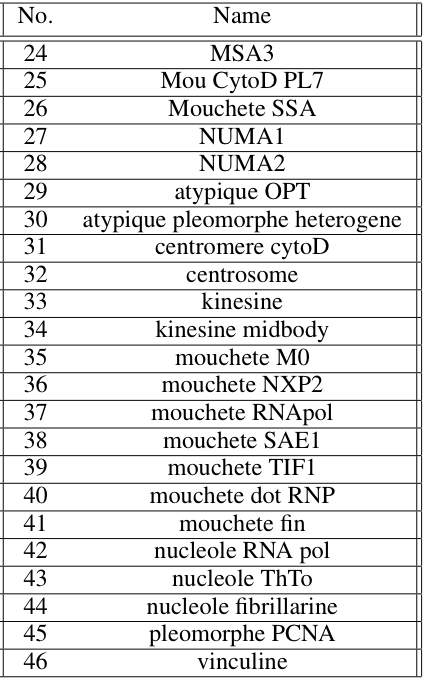 No. Name
24 MSA3
25 Mou CytoD PL7
26 Mouchete SSA
27 NUMA1
28 NUMA2
29 atypique OPT
30 atypique pleomorphe heterogene
31 centromere cytoD
32 centrosome
33 kinesine
34 kinesine midbody
35 mouchete M0
36 mouchete NXP2
37 mouchete RNApol
38 mouchete SAE1
39 mouchete TIF1
40 mouchete dot RNP
41 mouchete fin
42 nucleole RNA pol
43 nucleole ThTo
44 nucleole fibrillarine
45 pleomorphe PCNA
46 vinculine